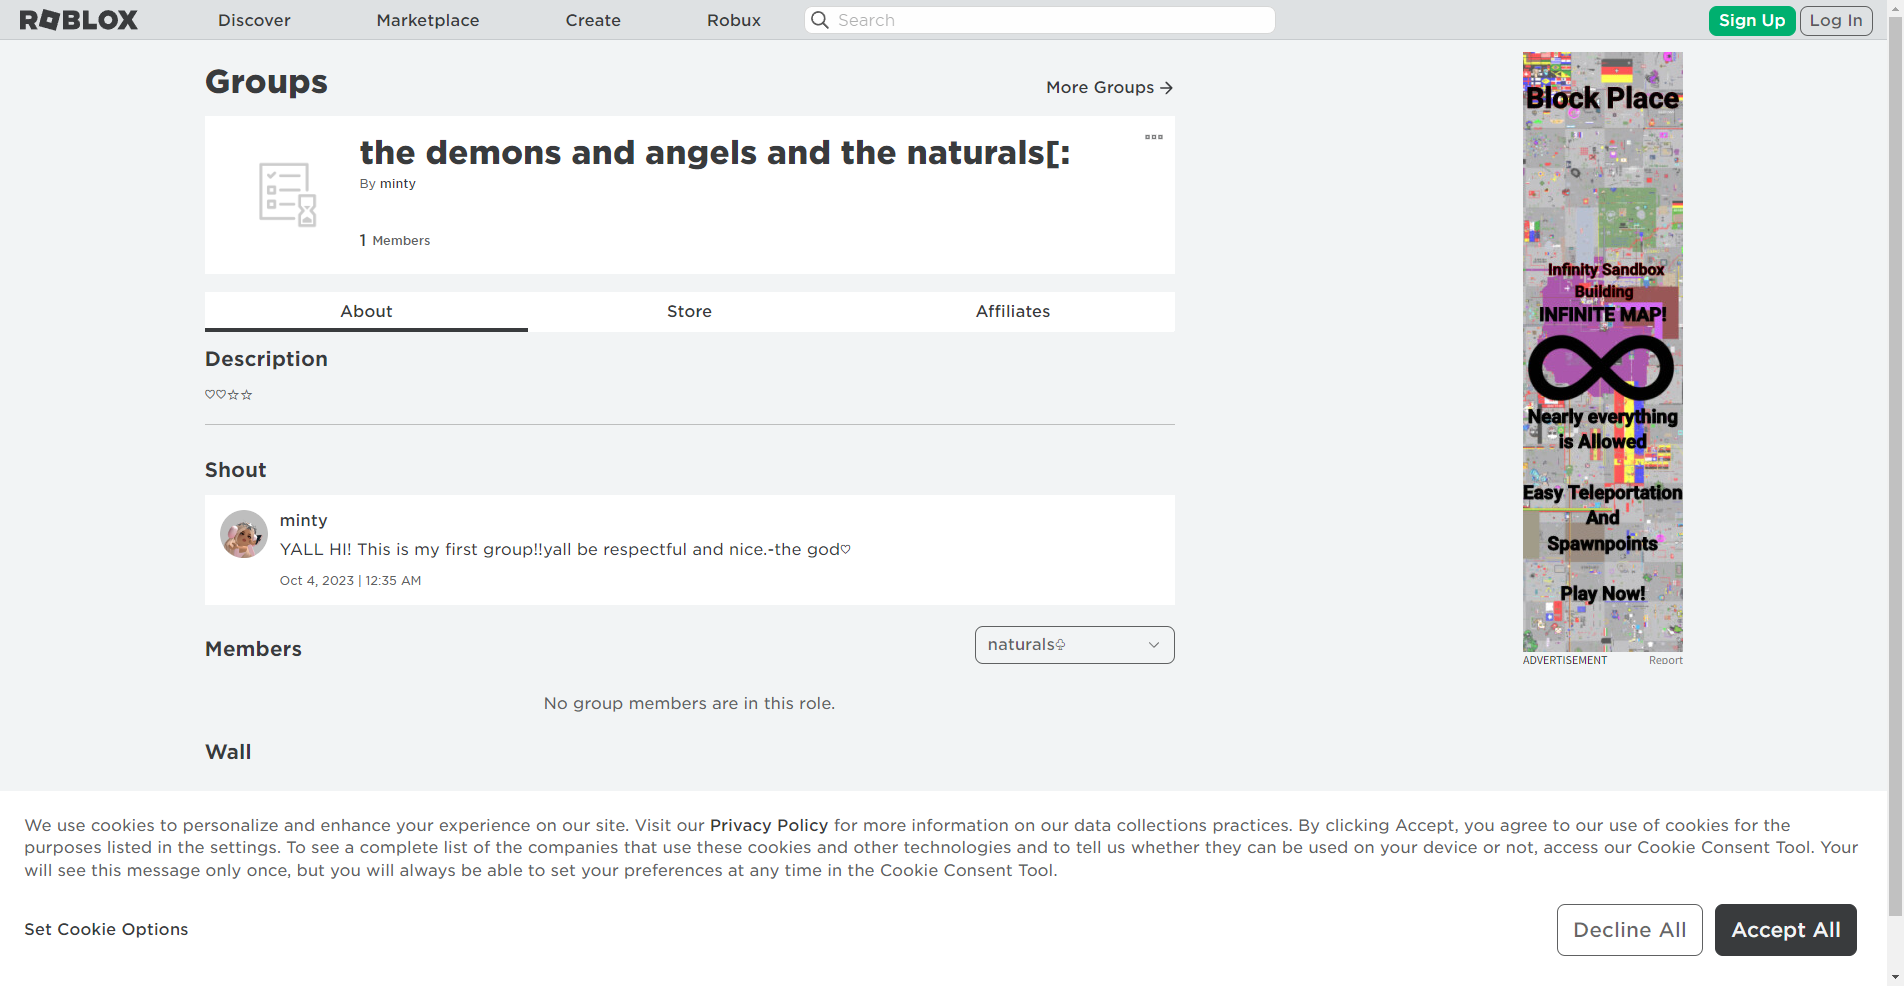 ROBLOX Discover Marketplace Create Robux Search Sign Up Log In
Groups
More Groups →
the demons and angels and the naturals[:
By minty
1 Members
About Store Affiliates
Description
♡♡☆☆
Shout
minty
YALL HI! This is my first group!!yall be respectful and nice.-the god♡
Oct 4, 2023 | 12:35 AM
Members
naturals♧
No group members are in this role.
Wall
Block Place
Infinity Sandbox
Building
INFINITE MAP!
Nearly everything
is Allowed
Easy Teleportation
And
Spawnpoints
Play Now!
ADVERTISEMENT Report
We use cookies to personalize and enhance your experience on our site. Visit our Privacy Policy for more information on our data collections practices. By clicking Accept, you agree to our use of cookies for the
purposes listed in the settings. To see a complete list of the companies that use these cookies and other technologies and to tell us whether they can be used on your device or not, access our Cookie Consent Tool. Your
will see this message only once, but you will always be able to set your preferences at any time in the Cookie Consent Tool.
Set Cookie Options
Decline All
Accept All